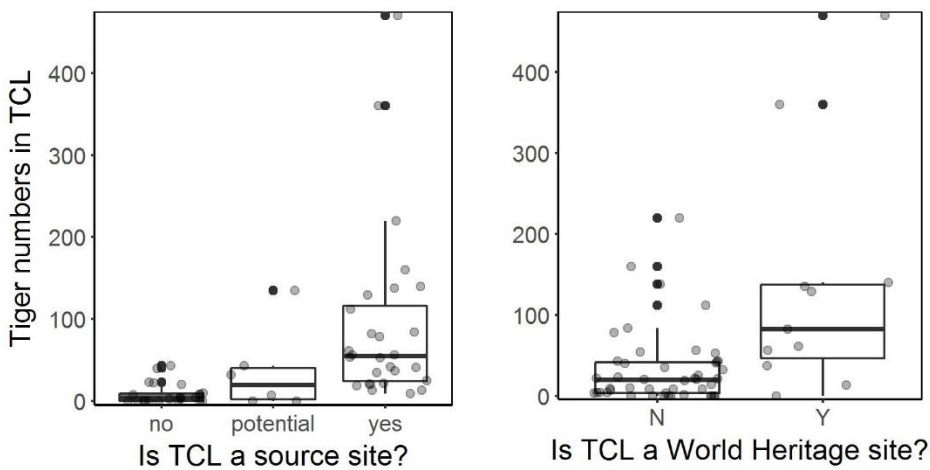 Tiger numbers in TCL
400
300
200
100
0
no potential yes
Is TCL a source site?
400
300
200
100
0
N Y
Is TCL a World Heritage site?